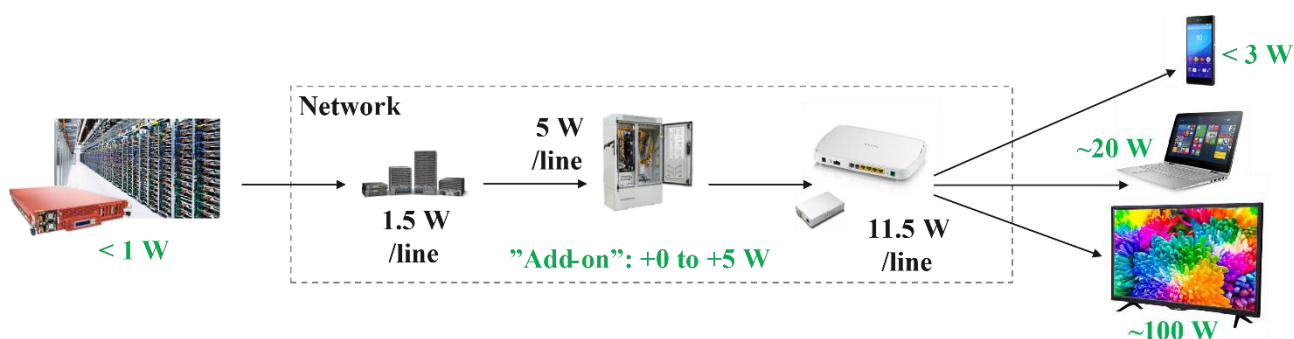 Network
< 1 W
1.5 W
/line
5 W
/line
”Add-on”: +0 to +5 W
11.5 W
/line
< 3 W
~20 W
~100 W